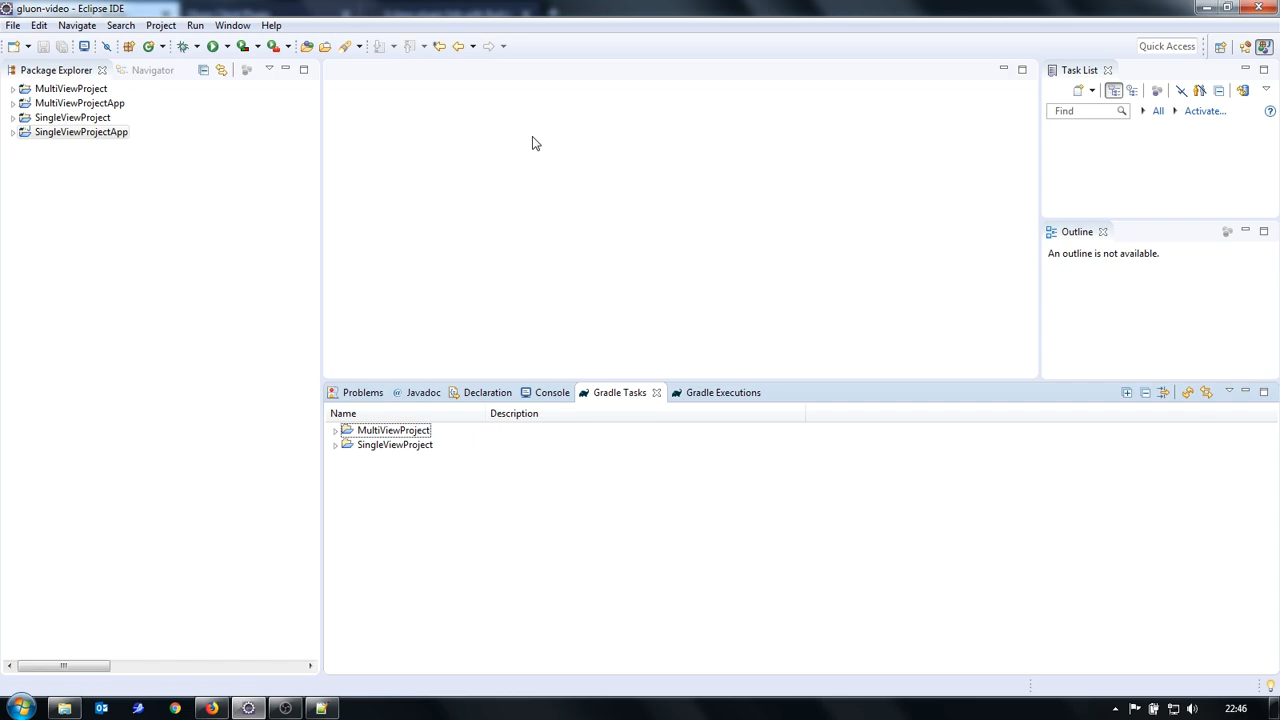 gluon-video - Eclipse IDE
File Edit Navigate Search Project Run Window Help
Quick Access
Package Explorer Navigator
MultiViewProject
MultiViewProjectApp
SingleViewProject
SingleViewProjectApp
Task List
Find All Activate...
Outline
An outline is not available.
Problems @ Javadoc Declaration Console Gradle Tasks Gradle Executions
Name Description
MultiViewProject
SingleViewProject
22:46